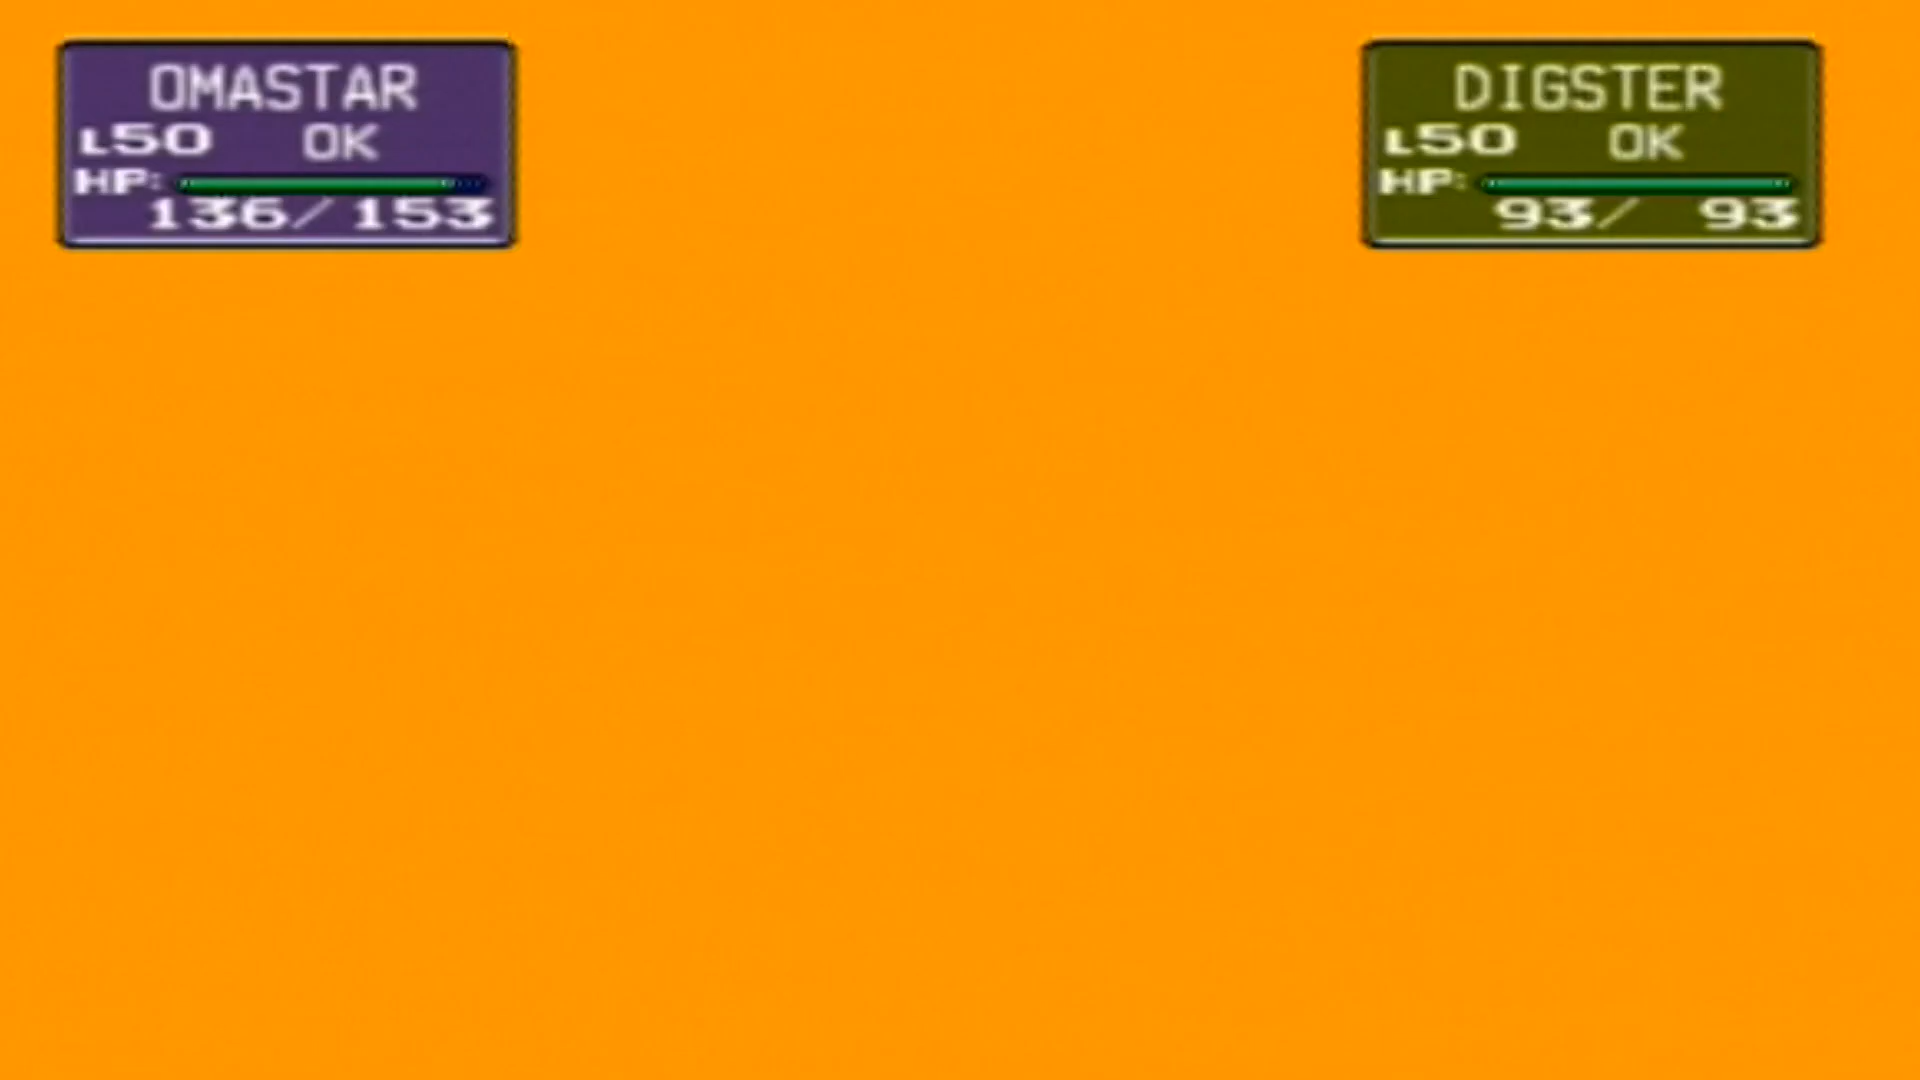 OMASTAR
L50 OK
HP:
136/153
DIGSTER
L50 OK
HP:
93/ 93